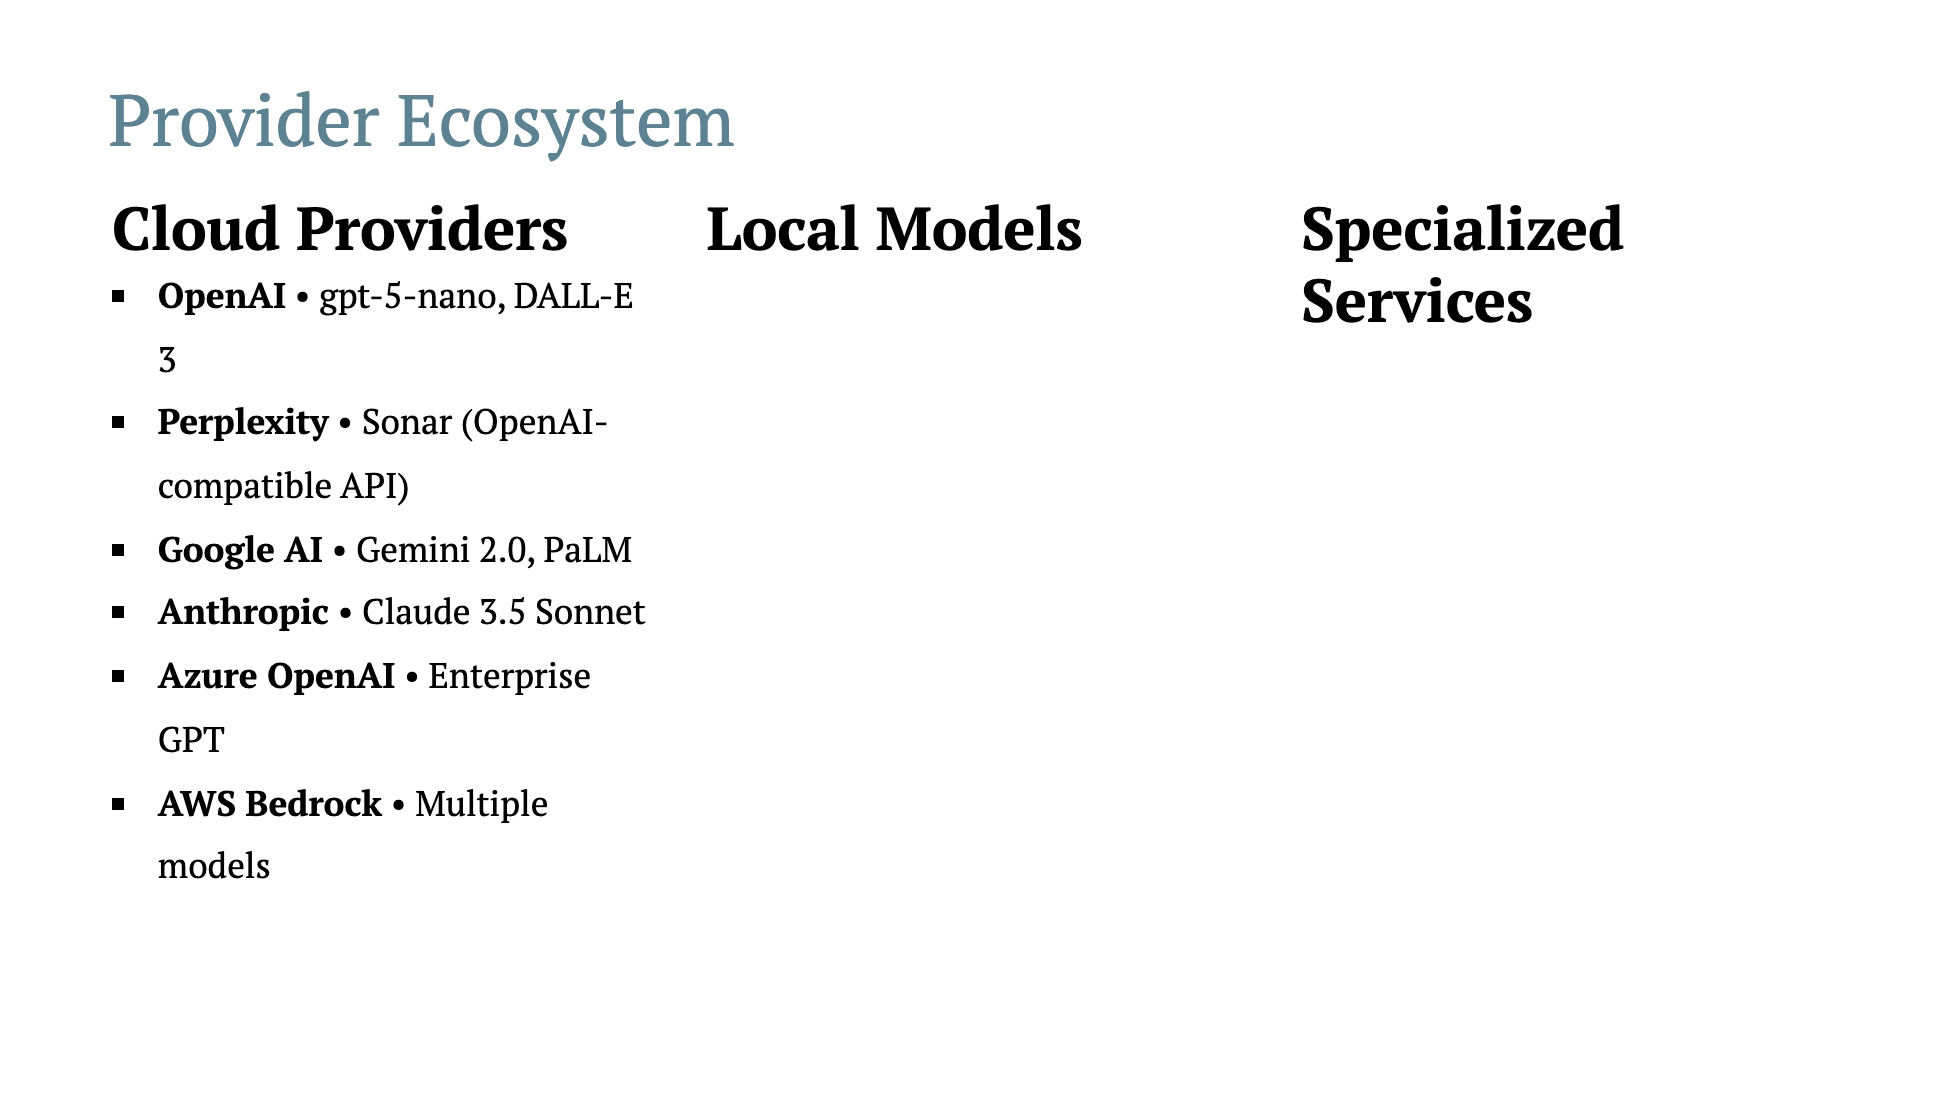 Provider Ecosystem
Cloud Providers
▪ OpenAI • gpt-5-nano, DALL-E
3
▪ Perplexity • Sonar (OpenAI-
compatible API)
▪ Google AI • Gemini 2.0, PaLM
▪ Anthropic • Claude 3.5 Sonnet
▪ Azure OpenAI • Enterprise
GPT
▪ AWS Bedrock • Multiple
models
Local Models
Specialized
Services